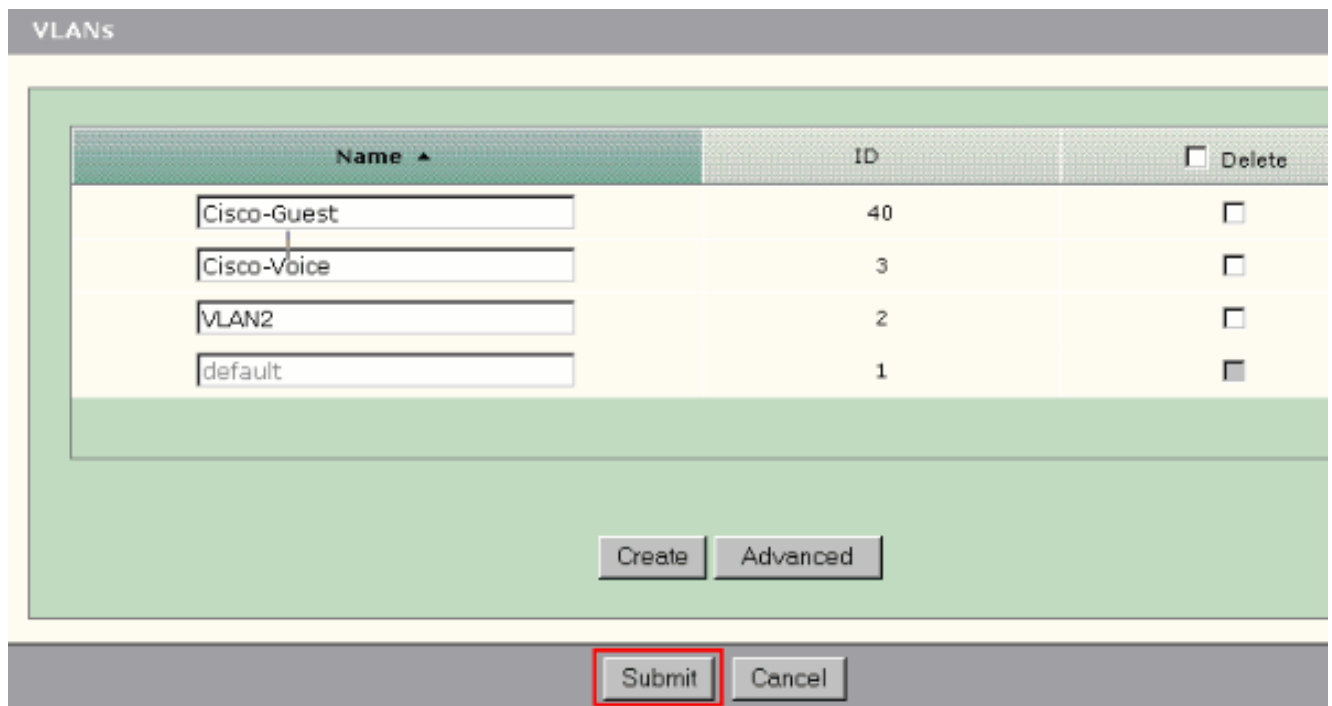 VLANs
Name ▲ ID Delete
Cisco-Guest 40
Cisco-Voice 3
VLAN2 2
default 1
Create Advanced
Submit Cancel